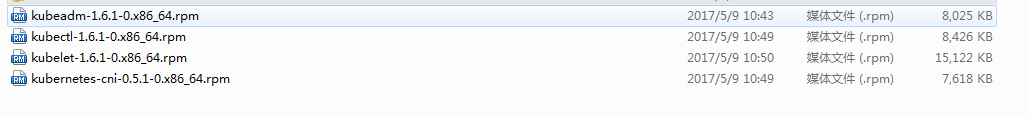 kubeadm-1.6.1-0.x86_64.rpm 2017/5/9 10:43 媒体文件 (.rpm) 8,025 KB
kubectl-1.6.1-0.x86_64.rpm 2017/5/9 10:49 媒体文件 (.rpm) 8,426 KB
kubelet-1.6.1-0.x86_64.rpm 2017/5/9 10:50 媒体文件 (.rpm) 15,122 KB
kubernetes-cni-0.5.1-0.x86_64.rpm 2017/5/9 10:49 媒体文件 (.rpm) 7,618 KB